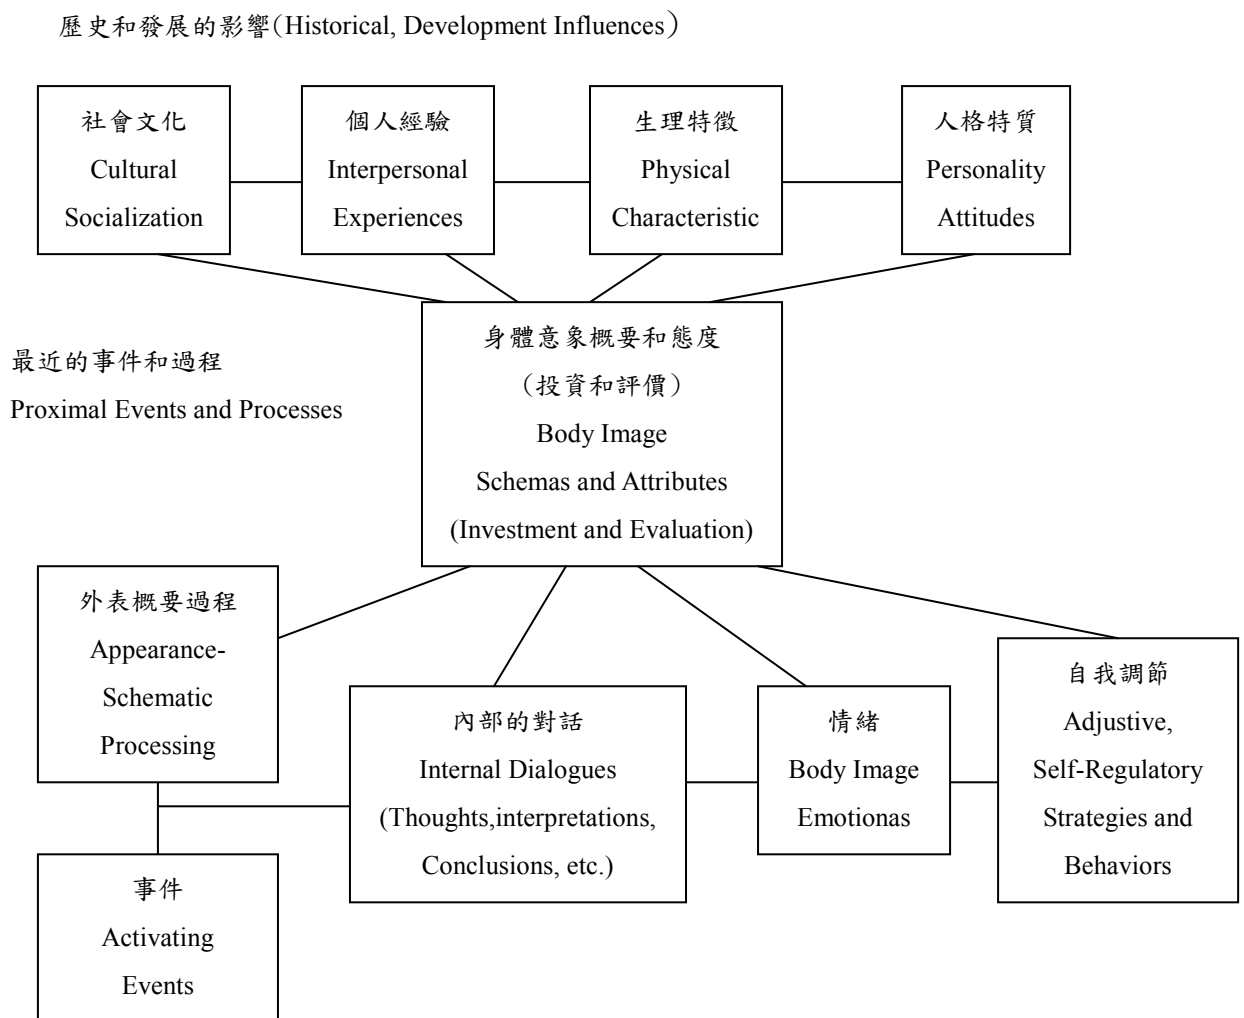 歷史和發展的影響(Historical, Development Influences)
社會文化
Cultural
Socialization
個人經驗
Interpersonal
Experiences
生理特徵
Physical
Characteristic
人格特質
Personality
Attitudes
身體意象概要和態度
(投資和評價)
Body Image
Schemas and Attributes
(Investment and Evaluation)
最近的事件和過程
Proximal Events and Processes
外表概要過程
Appearance-
Schematic
Processing
內部的對話
Internal Dialogues
(Thoughts,interpretations,
Conclusions, etc.)
情緒
Body Image
Emotionas
自我調節
Adjustive,
Self-Regulatory
Strategies and
Behaviors
事件
Activating
Events